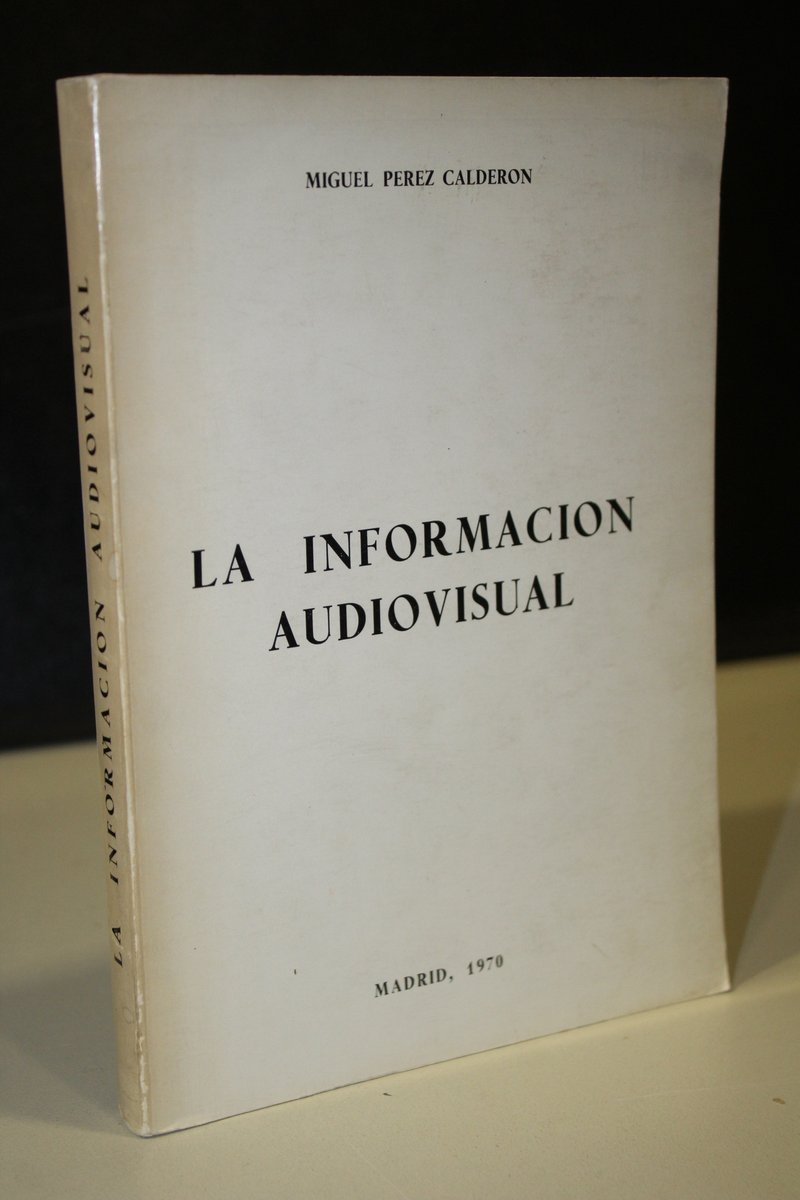 MIGUEL PEREZ CALDERON
LA INFORMACION
AUDIOVISUAL
MADRID, 1970
LA INFORMACION AUDIOVISUAL